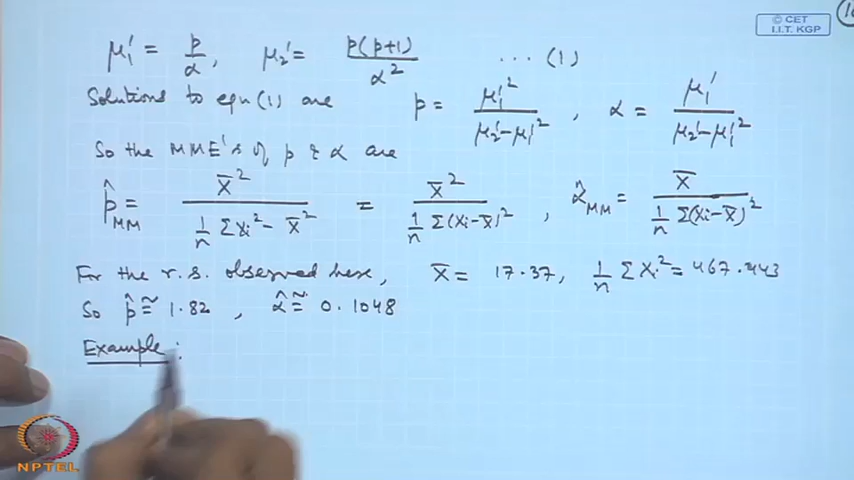 © CET
I.I.T. KGP
μ₁' = p/α, μ₂' = p(p+1)/α² ... (1)
Solutions to eqn (1) are p = μ₁'²/(μ₂'-μ₁'²), α = μ₁'/(μ₂'-μ₁'²)
So the MME's of p & α are
p̂_MM = X̄²/(1/n ΣXi² - X̄²) = X̄²/(1/n Σ(Xi-X̄)²), α̂_MM = X̄/(1/n Σ(Xi-X̄)²)
For the r.s. observed here, X̄ = 17.37, 1/n ΣXi² = 467.443
So p̂ ≅ 1.82, α̂ ≅ 0.1048
Example:
NPTEL